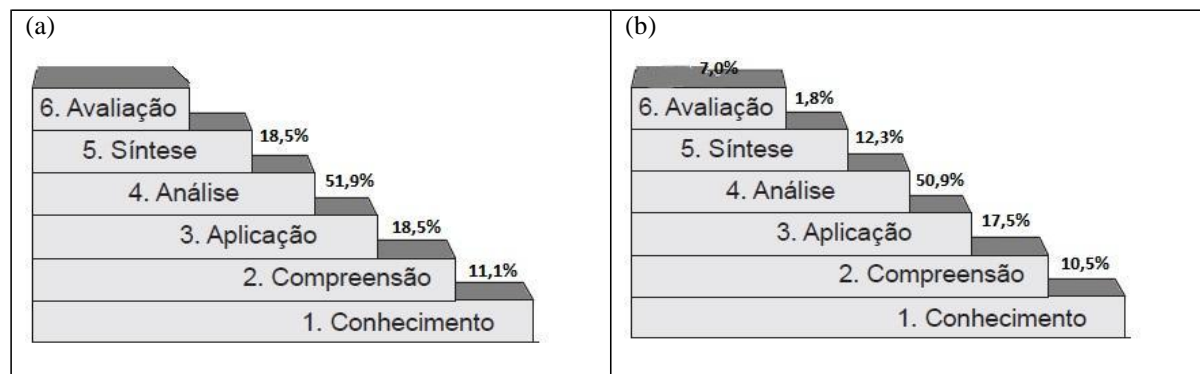 (a)
6. Avaliação
18,5%
5. Síntese
51,9%
4. Análise
18,5%
3. Aplicação
11,1%
2. Compreensão
1. Conhecimento
(b)
7,0%
6. Avaliação
1,8%
5. Síntese
12,3%
4. Análise
50,9%
3. Aplicação
17,5%
2. Compreensão
10,5%
1. Conhecimento